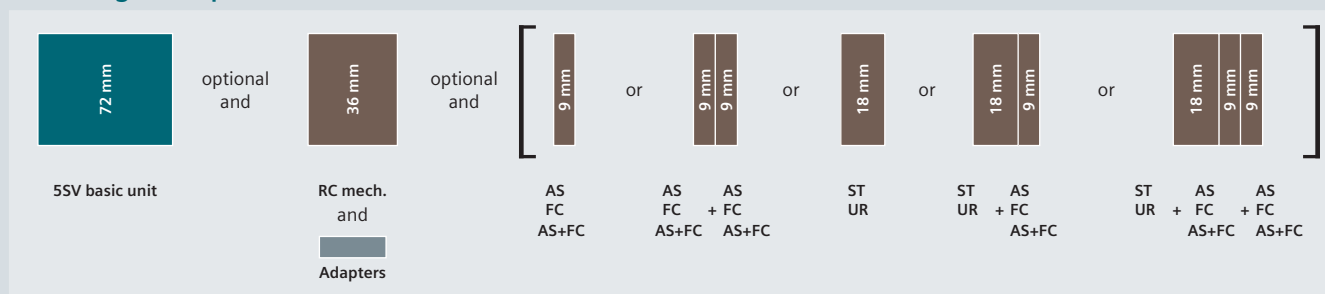 72 mm
optional
and
36 mm
optional
and
9 mm
or
9 mm 9 mm
or
18 mm
or
18 mm 9 mm
or
18 mm 9 mm 9 mm
5SV basic unit
RC mech.
and
Adapters
AS
FC
AS+FC
AS AS
FC + FC
AS+FC AS+FC
ST
UR
ST AS
UR + FC
AS+FC
ST AS AS
UR + FC + FC
AS+FC AS+FC